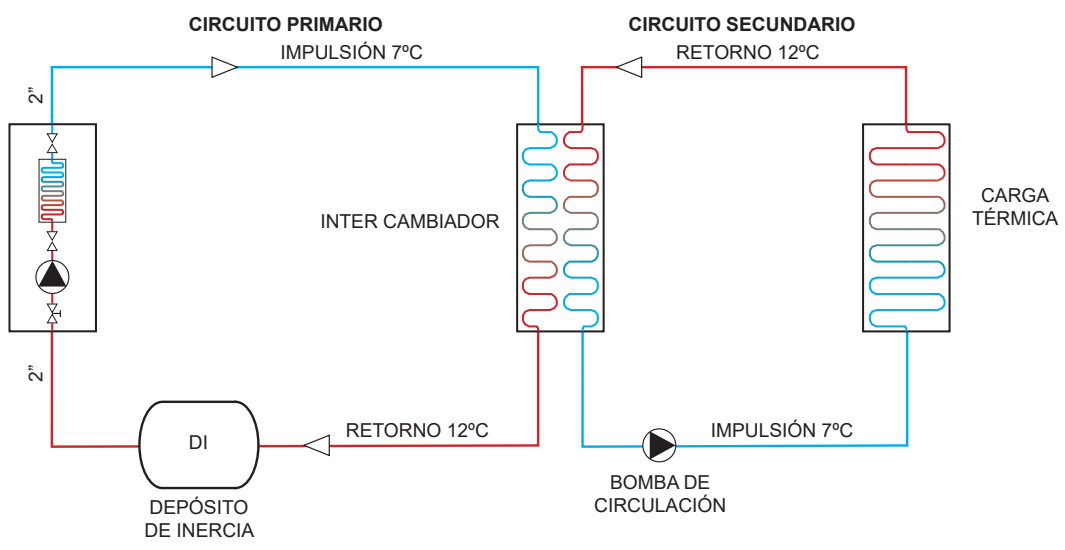 CIRCUITO PRIMARIO
CIRCUITO SECUNDARIO
IMPULSIÓN 7ºC
RETORNO 12ºC
2”
INTER CAMBIADOR
CARGA
TÉRMICA
2”
DI
RETORNO 12ºC
IMPULSIÓN 7ºC
DEPÓSITO
DE INERCIA
BOMBA DE
CIRCULACIÓN